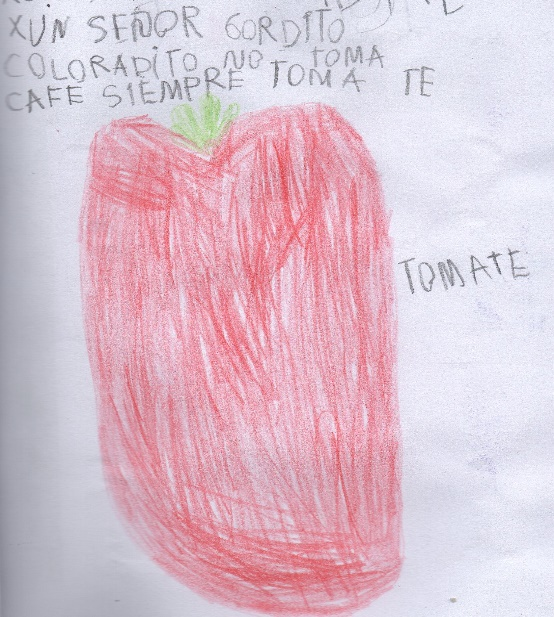 XUN SEÑOR GORDITO
COLORADITO NO TOMA
CAFE SIEMPRE TOMA TE
TOMATE